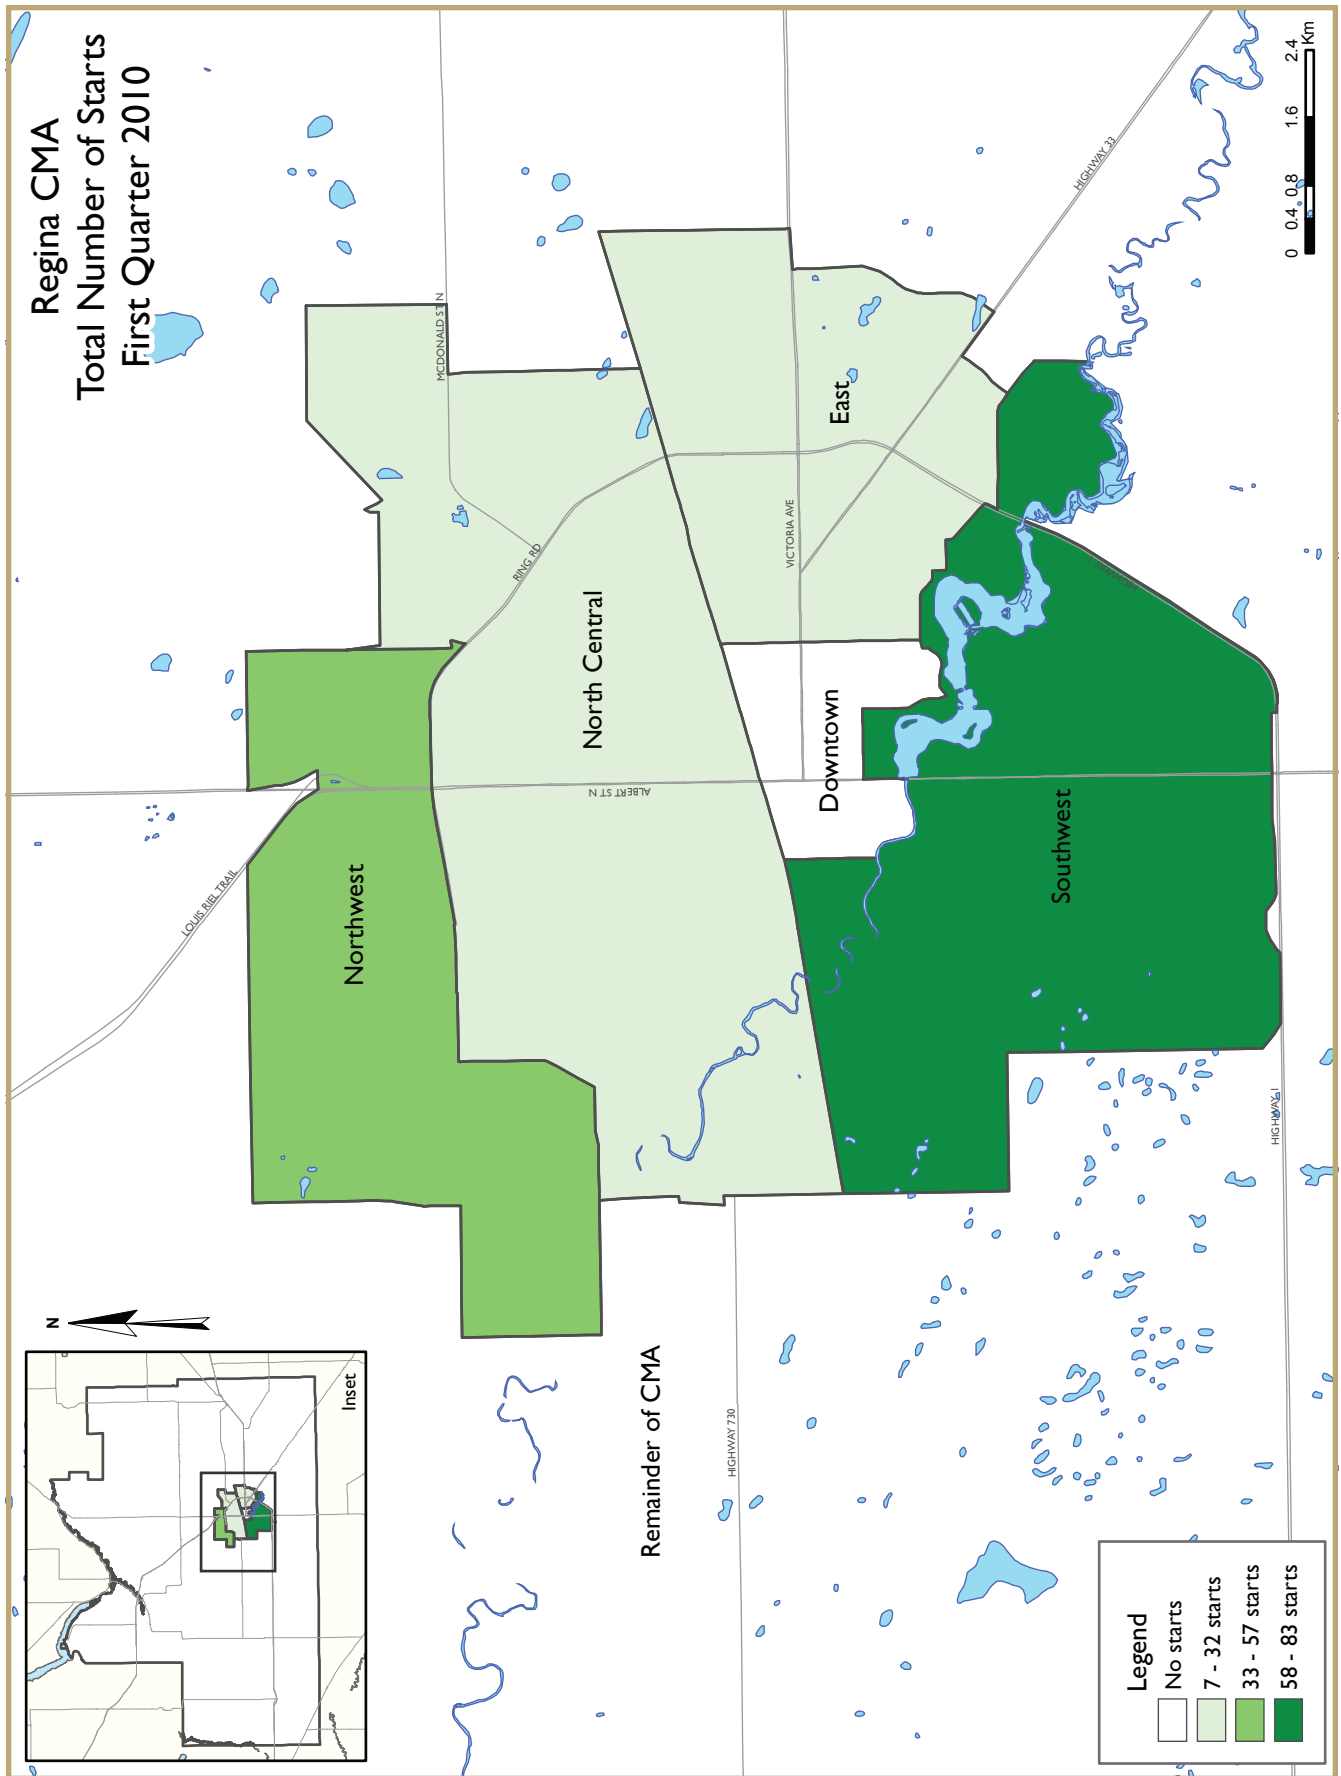 Regina CMA
Total Number of Starts
First Quarter 2010
N
Inset
LOUIS RIEL TRAIL
MCDONALD ST N
Northwest
RING RD
North Central
ALBERT ST N
East
VICTORIA AVE
HIGHWAY 33
Downtown
Southwest
Remainder of CMA
HIGHWAY 730
HIGHWAY 1
Legend
No starts
7 - 32 starts
33 - 57 starts
58 - 83 starts
0 0.4 0.8 1.6 2.4
Km